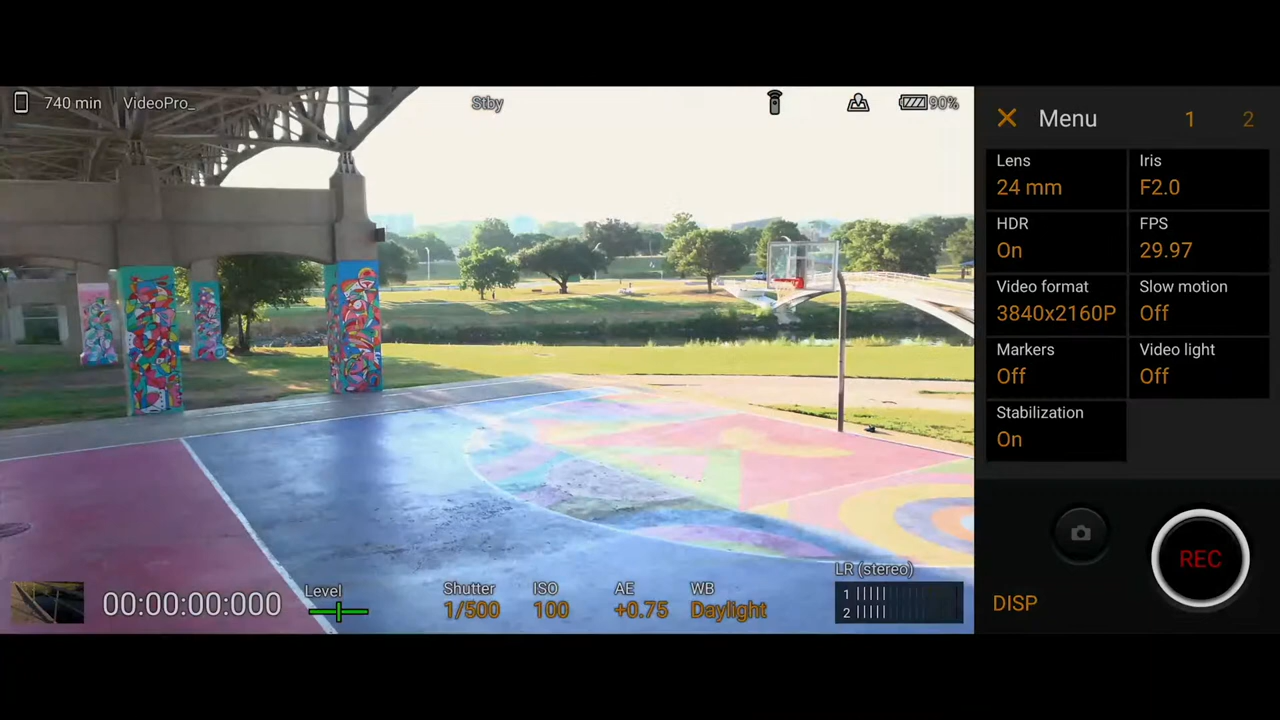 740 min VideoPro_ Stby 90%
Menu 1 2
Lens
24 mm
Iris
F2.0
HDR
On
FPS
29.97
Video format
3840x2160P
Slow motion
Off
Markers
Off
Video light
Off
Stabilization
On
00:00:00:000
Level
Shutter
1/500
ISO
100
AE
+0.75
WB
Daylight
LR (stereo)
1
2
REC
DISP